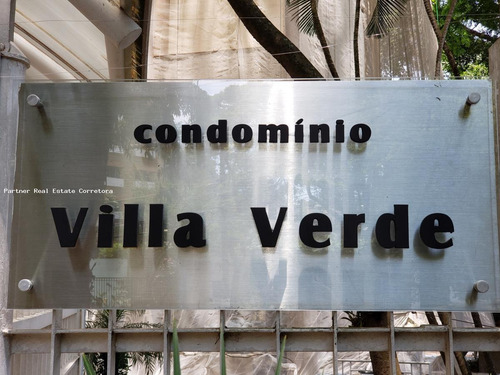 condomínio
Partner Real Estate Corretora
Villa Verde